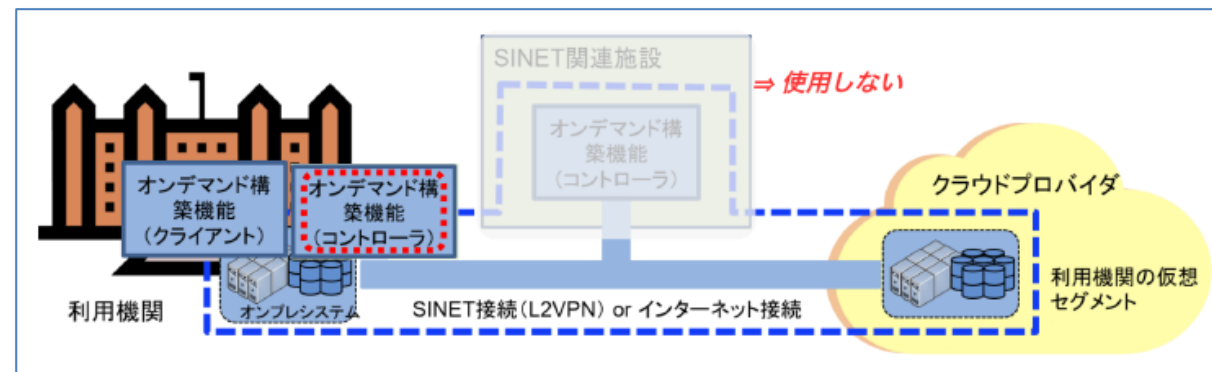 SINET関連施設
⇒ 使用しない
オンデマンド構
築機能
(コントローラ)
オンデマンド構
築機能
(クライアント)
オンデマンド構
築機能
(コントローラ)
クラウドプロバイダ
利用機関
オンプレシステム
SINET接続(L2VPN) or インターネット接続
利用機関の仮想
セグメント